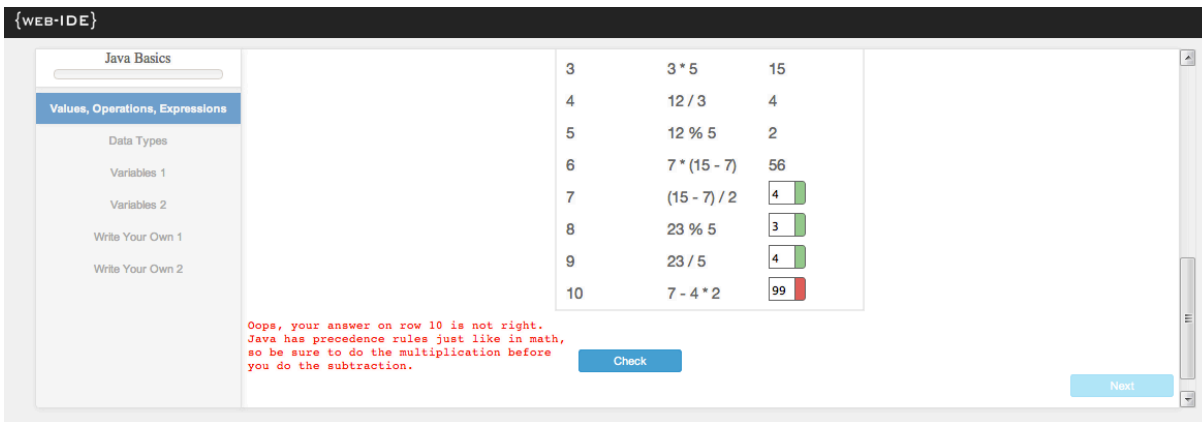 {WEB-IDE}
Java Basics
Values, Operations, Expressions
Data Types
Variables 1
Variables 2
Write Your Own 1
Write Your Own 2
3 3 * 5 15
4 12 / 3 4
5 12 % 5 2
6 7 * (15 - 7) 56
7 (15 - 7) / 2 4
8 23 % 5 3
9 23 / 5 4
10 7 - 4 * 2 99
Oops, your answer on row 10 is not right.
Java has precedence rules just like in math,
so be sure to do the multiplication before
you do the subtraction.
Check
Next